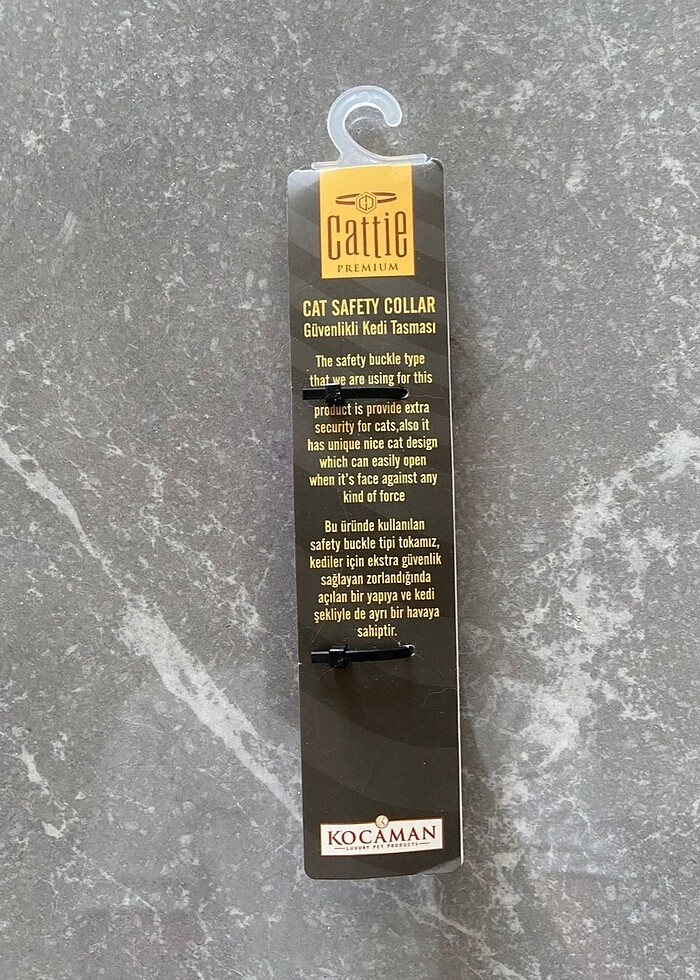 Cattie
PREMIUM
CAT SAFETY COLLAR
Güvenlikli Kedi Tasması
The safety buckle type
that we are using for this
product is provide extra
security for cats,also it
has unique nice cat design
which can easily open
when it's face against any
kind of force
Bu üründe kullanılan
safety buckle tipi tokamız,
kediler için ekstra güvenlik
sağlayan zorlandığında
açılan bir yapıya ve kedi
şekliyle de ayrı bir havaya
sahiptir.
KOCAMAN
LUXURY PET PRODUCTS